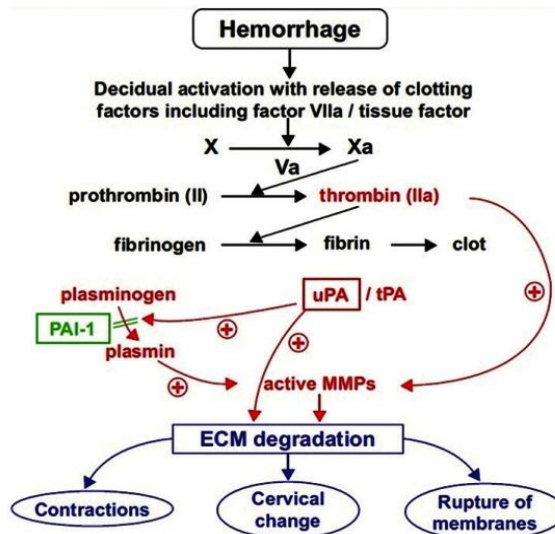 Hemorrhage
Decidual activation with release of clotting
factors including factor VIIa / tissue factor
X Xa
Va
prothrombin (II) thrombin (IIa)
fibrinogen fibrin clot
plasminogen uPA / tPA
PAI-1
plasmin
active MMPs
ECM degradation
Contractions
Cervical
change
Rupture of
membranes